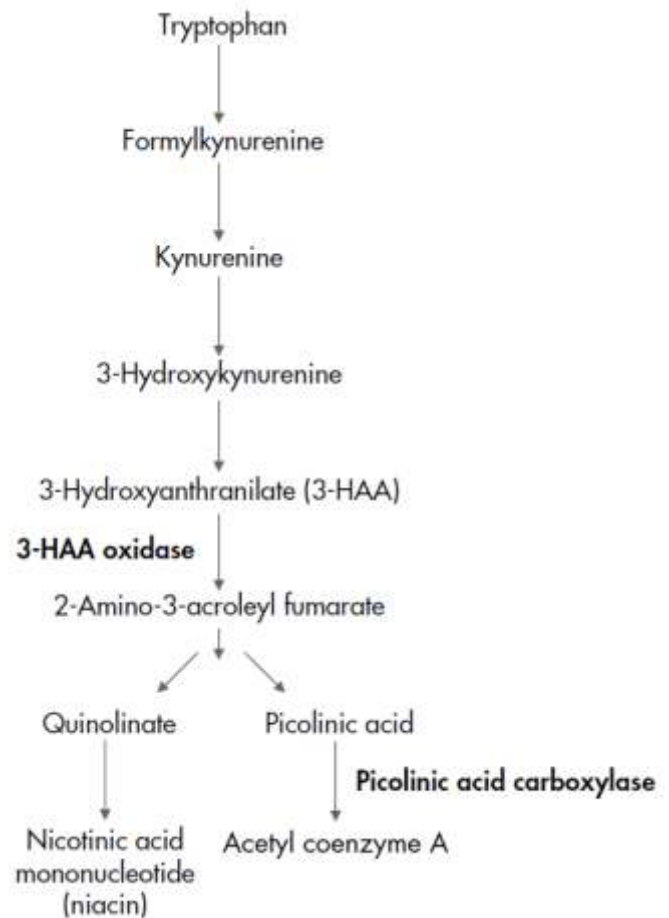 Tryptophan
Formylkynurenine
Kynurenine
3-Hydroxykynurenine
3-Hydroxyanthranilate (3-HAA)
3-HAA oxidase
2-Amino-3-acroleyl fumarate
Quinolinate
Picolinic acid
Picolinic acid carboxylase
Nicotinic acid
mononucleotide
(niacin)
Acetyl coenzyme A